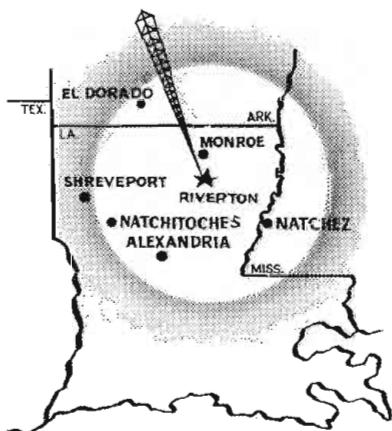 EL DORADO
TEX.
ARK.
LA.
MONROE
SHREVEPORT
RIVERTON
NATCHITOCHES
NATCHEZ
ALEXANDRIA
MISS.